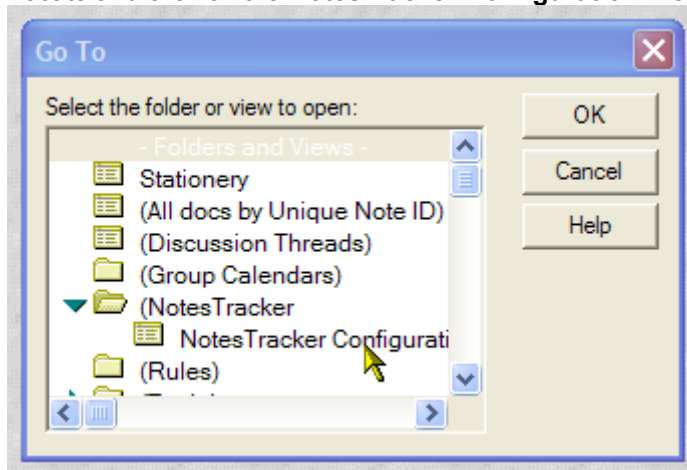 Go To
Select the folder or view to open:
OK
- Folders and Views -
Stationery
Cancel
(All docs by Unique Note ID)
Help
(Discussion Threads)
(Group Calendars)
(NotesTracker
NotesTracker Configurati
(Rules)